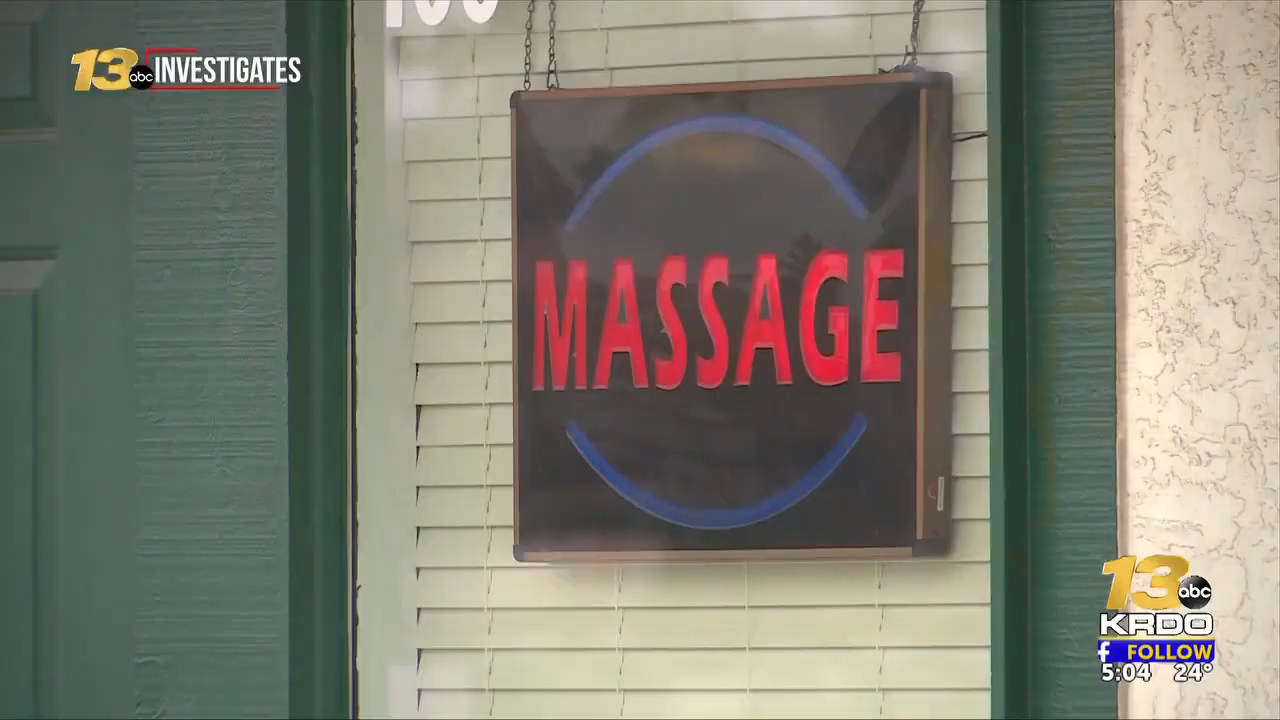 13 abc INVESTIGATES
MASSAGE
13 abc
KRDO
f FOLLOW
5:04 24°